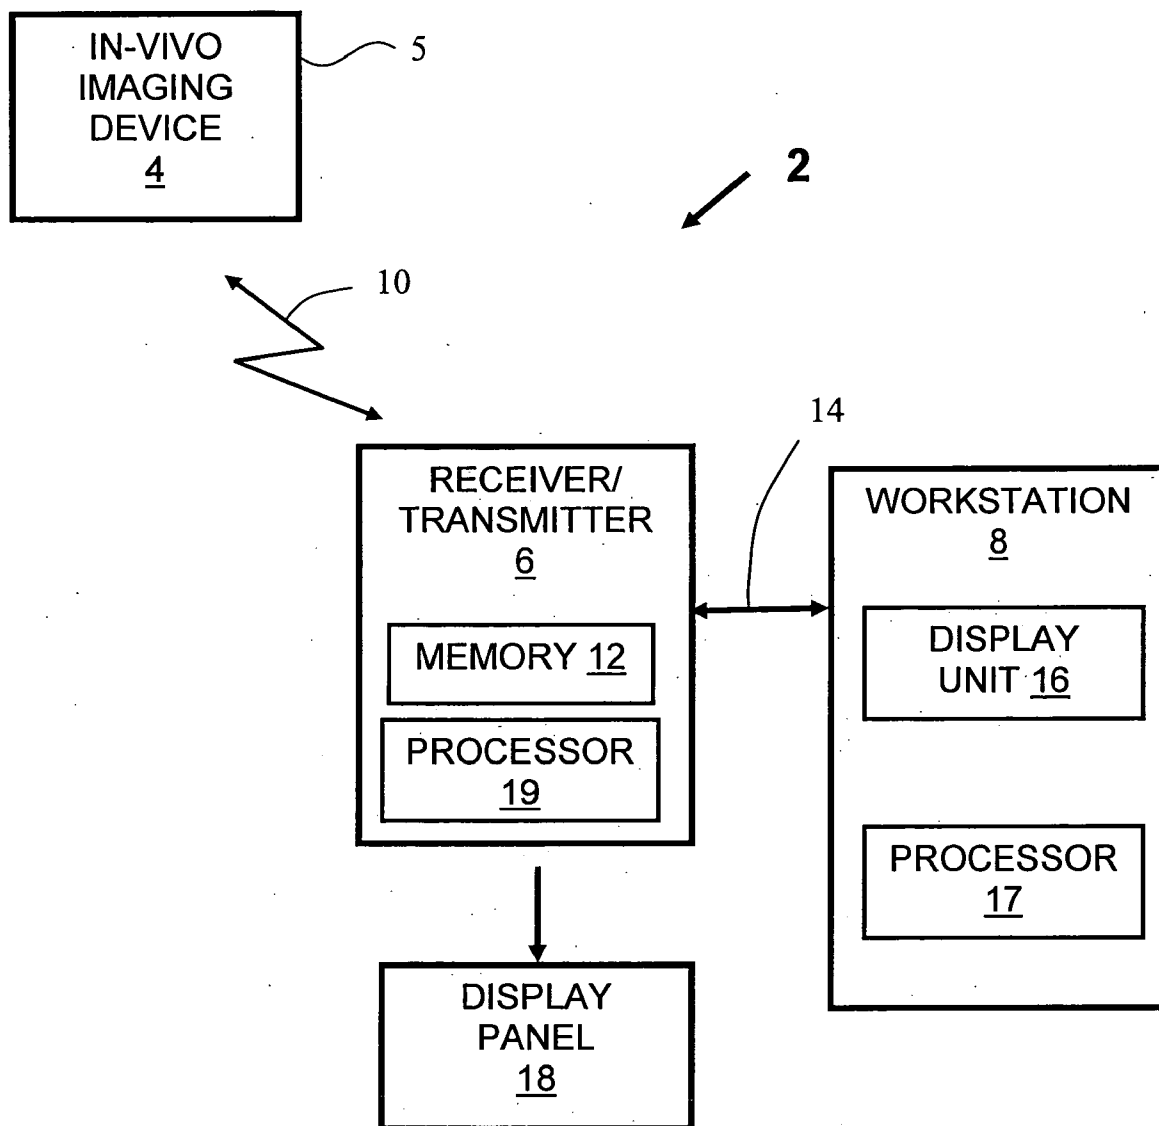 IN-VIVO
IMAGING
DEVICE
4
5
2
10
14
RECEIVER/
TRANSMITTER
6
MEMORY 12
PROCESSOR
19
WORKSTATION
8
DISPLAY
UNIT 16
PROCESSOR
17
DISPLAY
PANEL
18